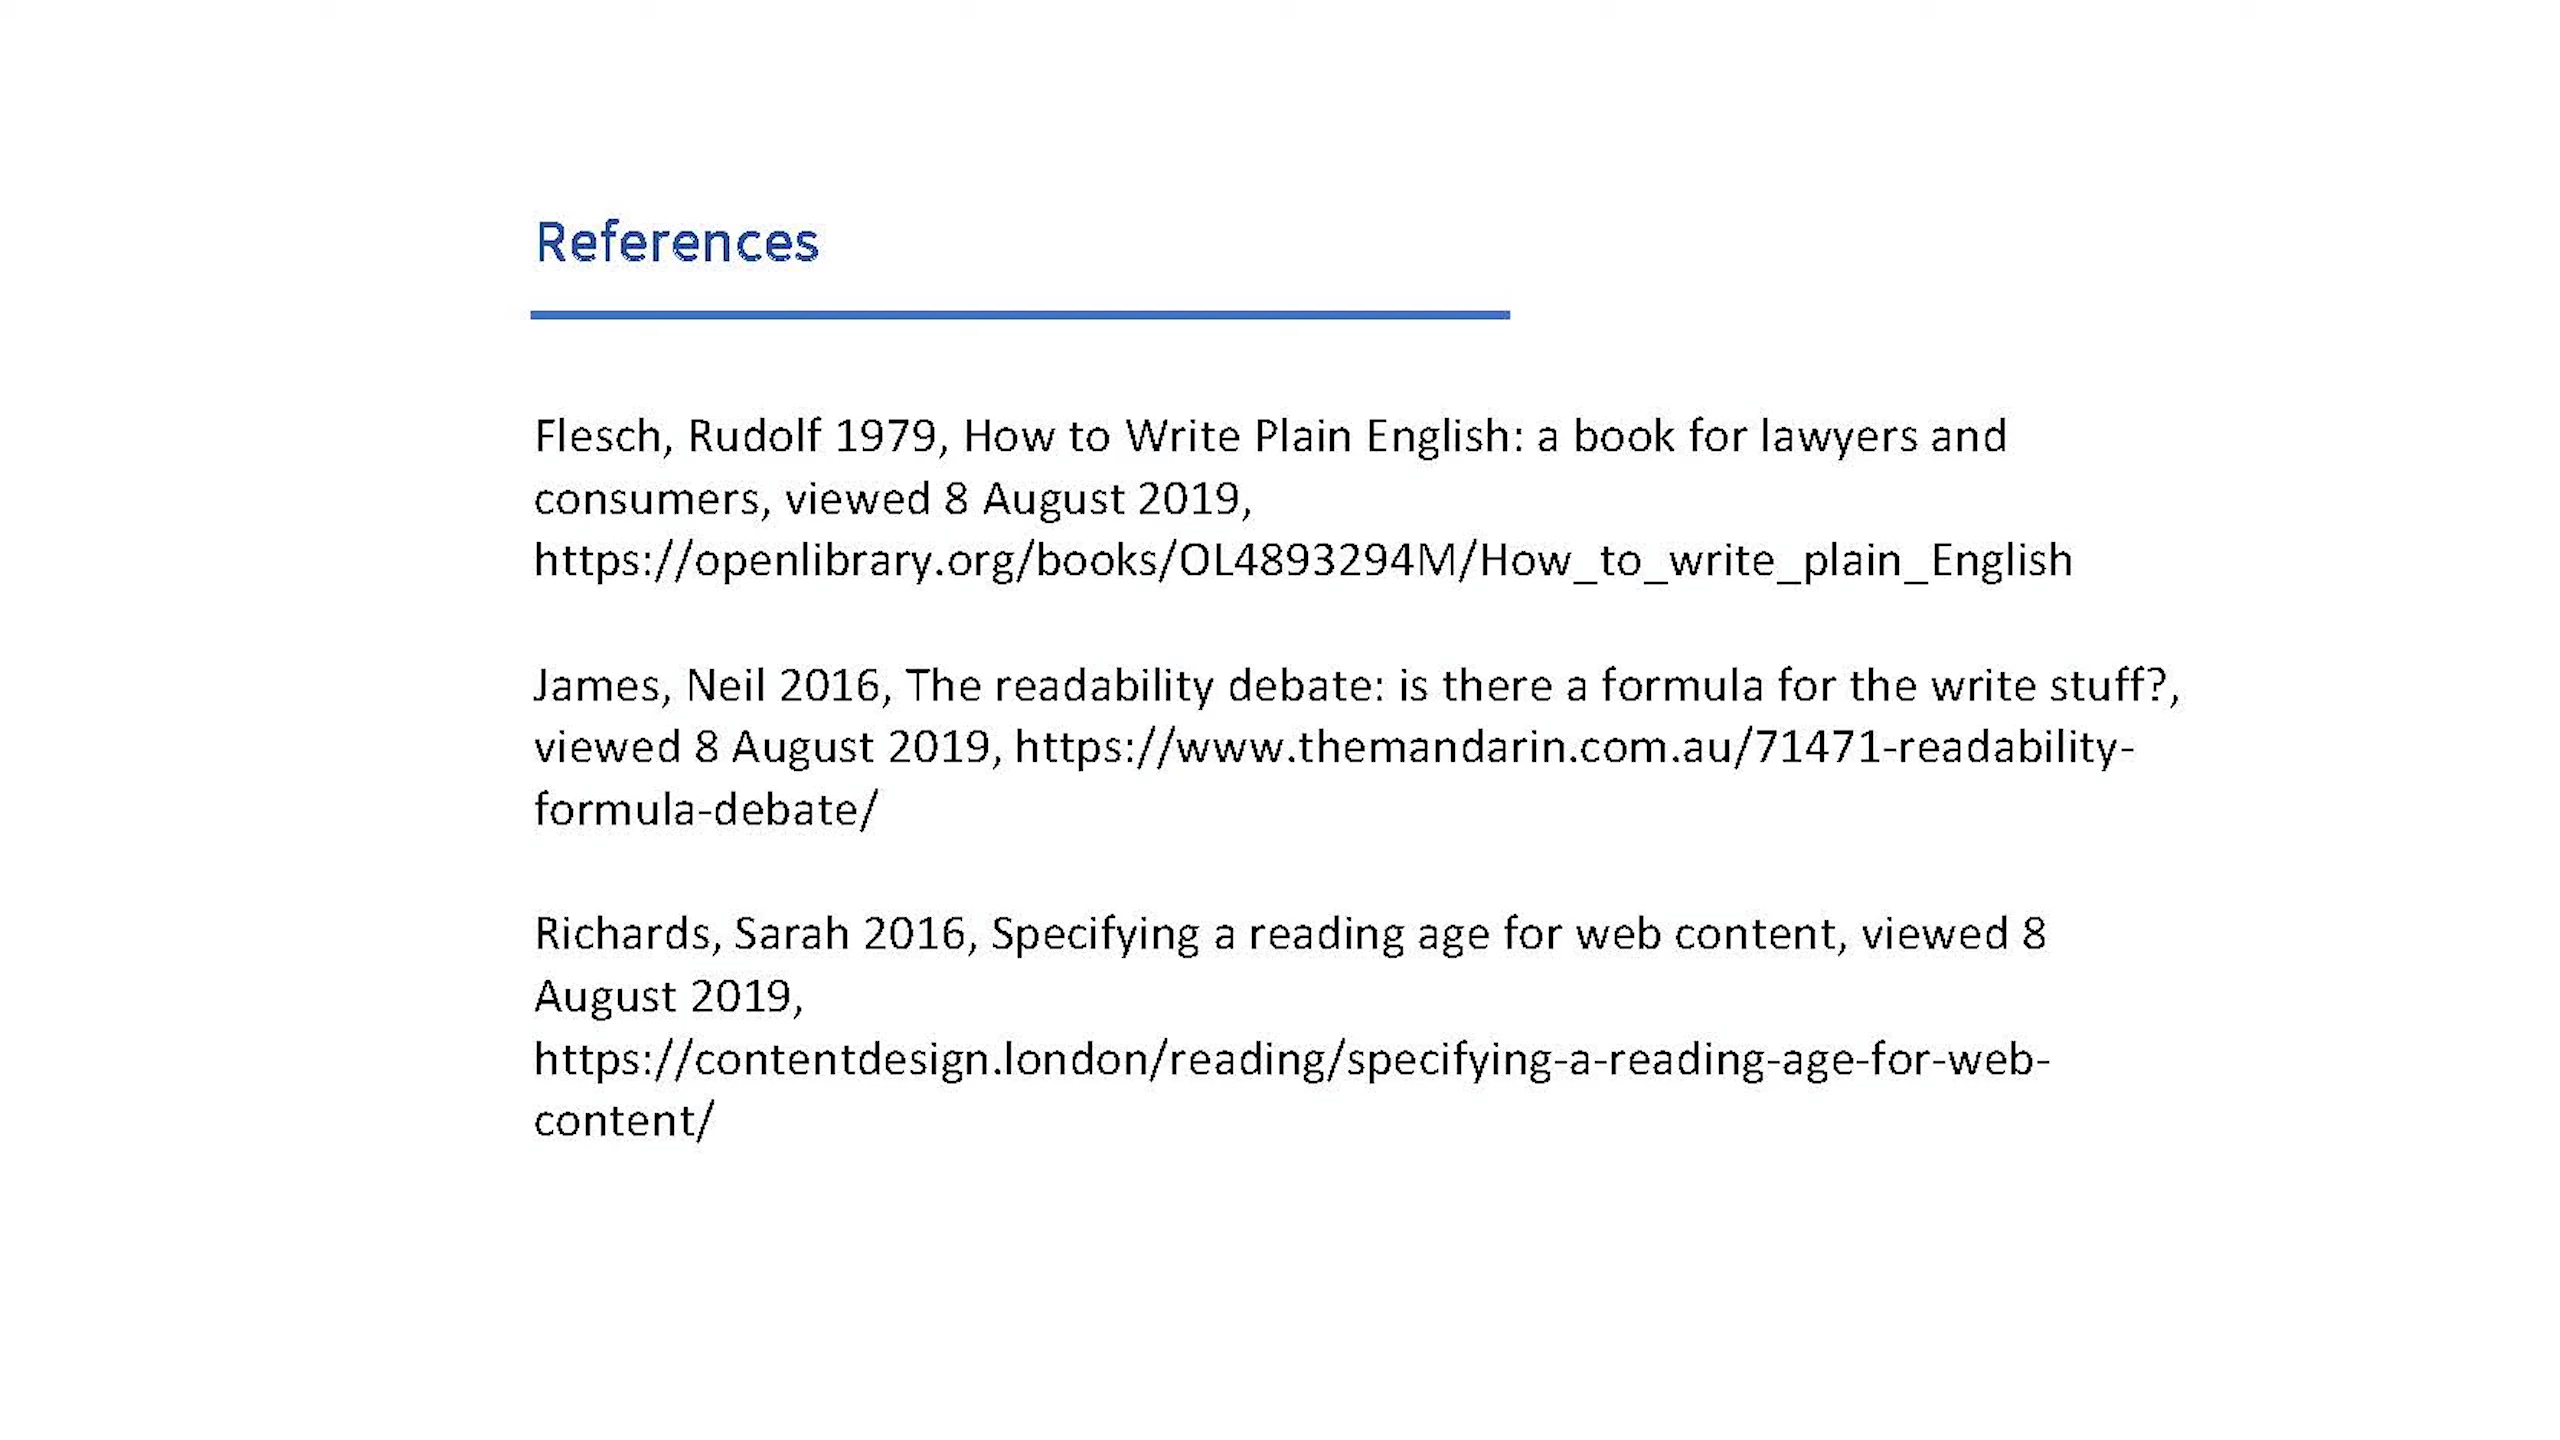 References
Flesch, Rudolf 1979, How to Write Plain English: a book for lawyers and
consumers, viewed 8 August 2019,
https://openlibrary.org/books/OL4893294M/How_to_write_plain_English
James, Neil 2016, The readability debate: is there a formula for the write stuff?,
viewed 8 August 2019, https://www.themandarin.com.au/71471-readability-
formula-debate/
Richards, Sarah 2016, Specifying a reading age for web content, viewed 8
August 2019,
https://contentdesign.london/reading/specifying-a-reading-age-for-web-
content/